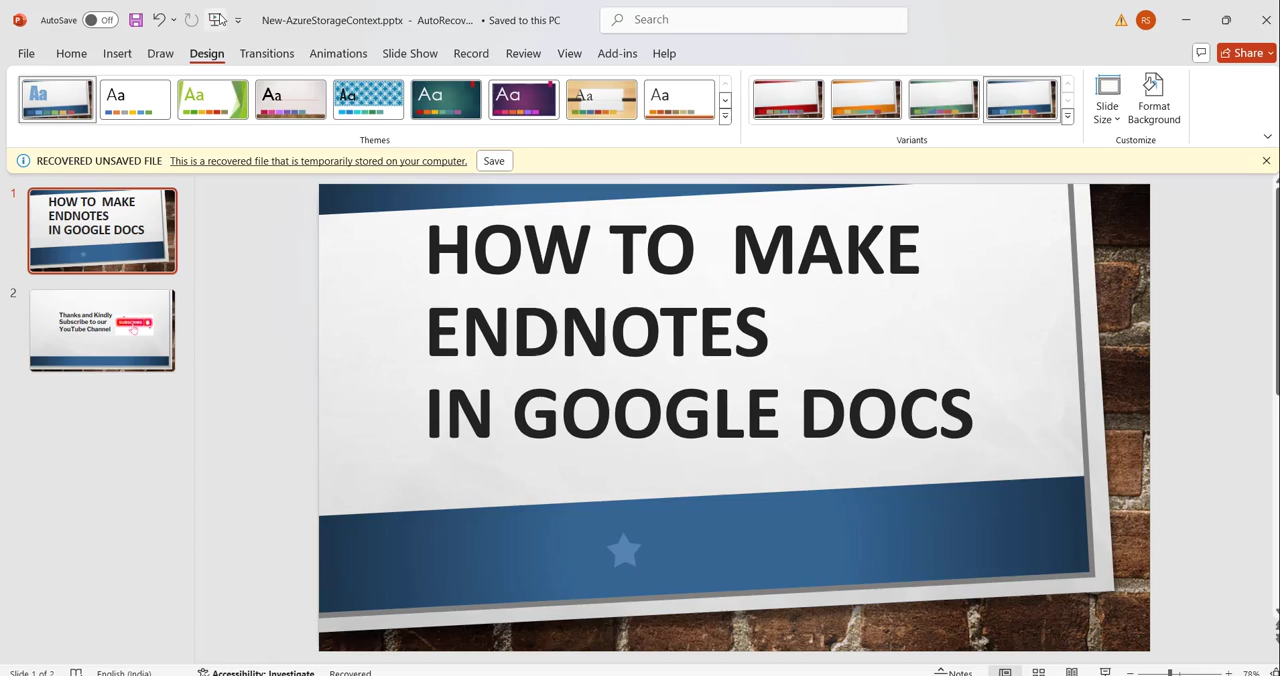 AutoSave Off New-AzureStorageContext.pptx - AutoRecov... • Saved to this PC Search RS
File Home Insert Draw Design Transitions Animations Slide Show Record Review View Add-ins Help Share
Aa Aa Aa Aa Aa Aa Aa Aa Aa
Slide Size Format Background
Themes Variants Customize
RECOVERED UNSAVED FILE This is a recovered file that is temporarily stored on your computer. Save
1
HOW TO MAKE
ENDNOTES
IN GOOGLE DOCS
2
Thanks and Kindly
Subscribe to our
YouTube Channel
SUBSCRIBE
HOW TO MAKE
ENDNOTES
IN GOOGLE DOCS
Slide 1 of 2 English (India) Accessibility: Investigate Recovered Notes 78%